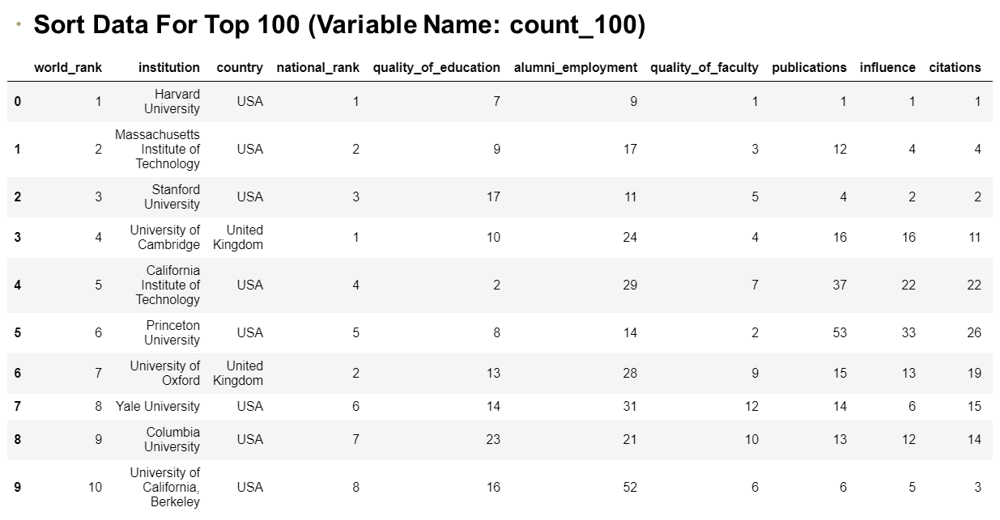 Sort Data For Top 100 (Variable Name: count_100)
world_rank institution country national_rank quality_of_education alumni_employment quality_of_faculty publications influence citations
0 1 Harvard University USA 1 7 9 1 1 1 1
1 2 Massachusetts Institute of Technology USA 2 9 17 3 12 4 4
2 3 Stanford University USA 3 17 11 5 4 2 2
3 4 University of Cambridge United Kingdom 1 10 24 4 16 16 11
4 5 California Institute of Technology USA 4 2 29 7 37 22 22
5 6 Princeton University USA 5 8 14 2 53 33 26
6 7 University of Oxford United Kingdom 2 13 28 9 15 13 19
7 8 Yale University USA 6 14 31 12 14 6 15
8 9 Columbia University USA 7 23 21 10 13 12 14
9 10 University of California, Berkeley USA 8 16 52 6 6 5 3